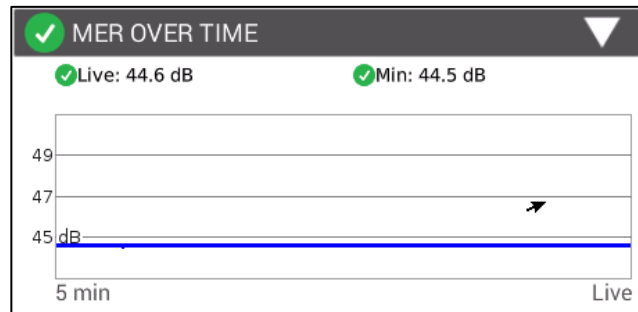 MER OVER TIME
Live: 44.6 dB Min: 44.5 dB
49
47
45 dB
5 min Live